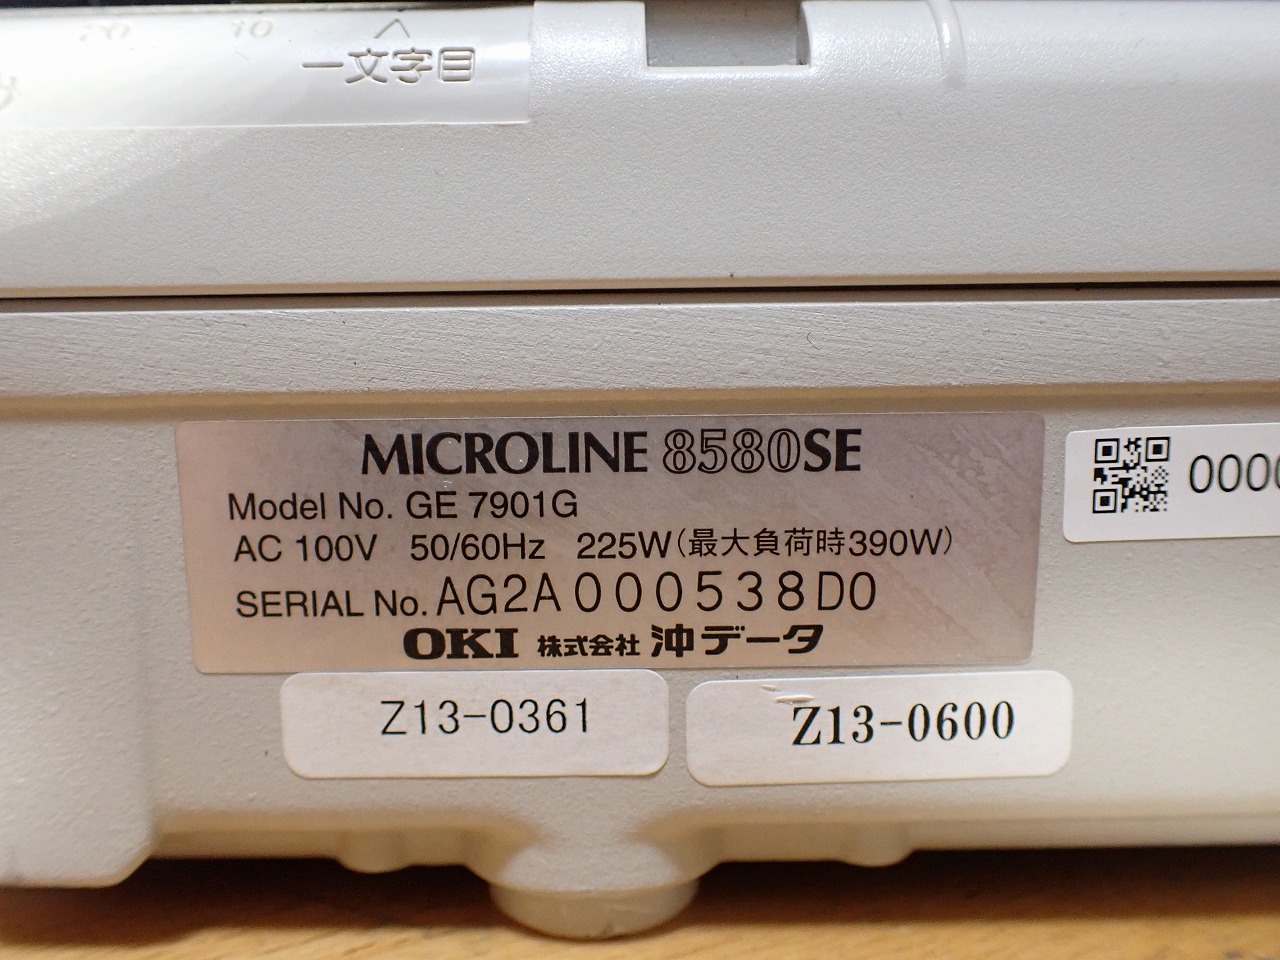 20 10
一文字目
MICROLINE 8580SE
Model No. GE 7901G
AC 100V 50/60Hz 225W(最大負荷時390W)
SERIAL No. AG2A000538D0
OKI 株式会社 沖データ
Z13-0361
Z13-0600
0000